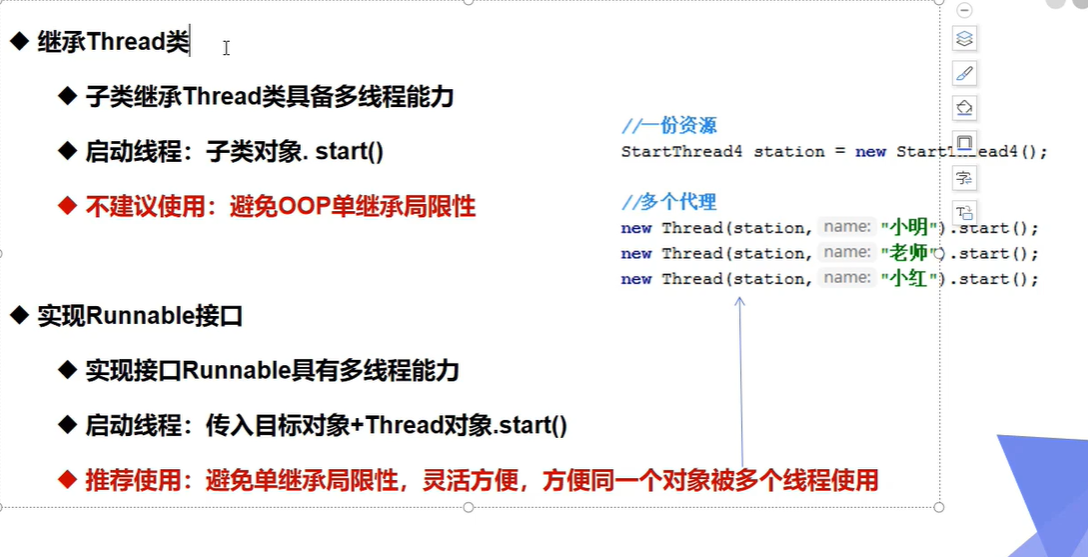 ◆ 继承Thread类
◆ 子类继承Thread类具备多线程能力
◆ 启动线程：子类对象. start()
◆ 不建议使用：避免OOP单继承局限性
◆ 实现Runnable接口
◆ 实现接口Runnable具有多线程能力
◆ 启动线程：传入目标对象+Thread对象.start()
◆ 推荐使用：避免单继承局限性，灵活方便，方便同一个对象被多个线程使用
//一份资源
StartThread4 station = new StartThread4();
//多个代理
new Thread(station, name: "小明").start();
new Thread(station, name: "老师").start();
new Thread(station, name: "小红").start();